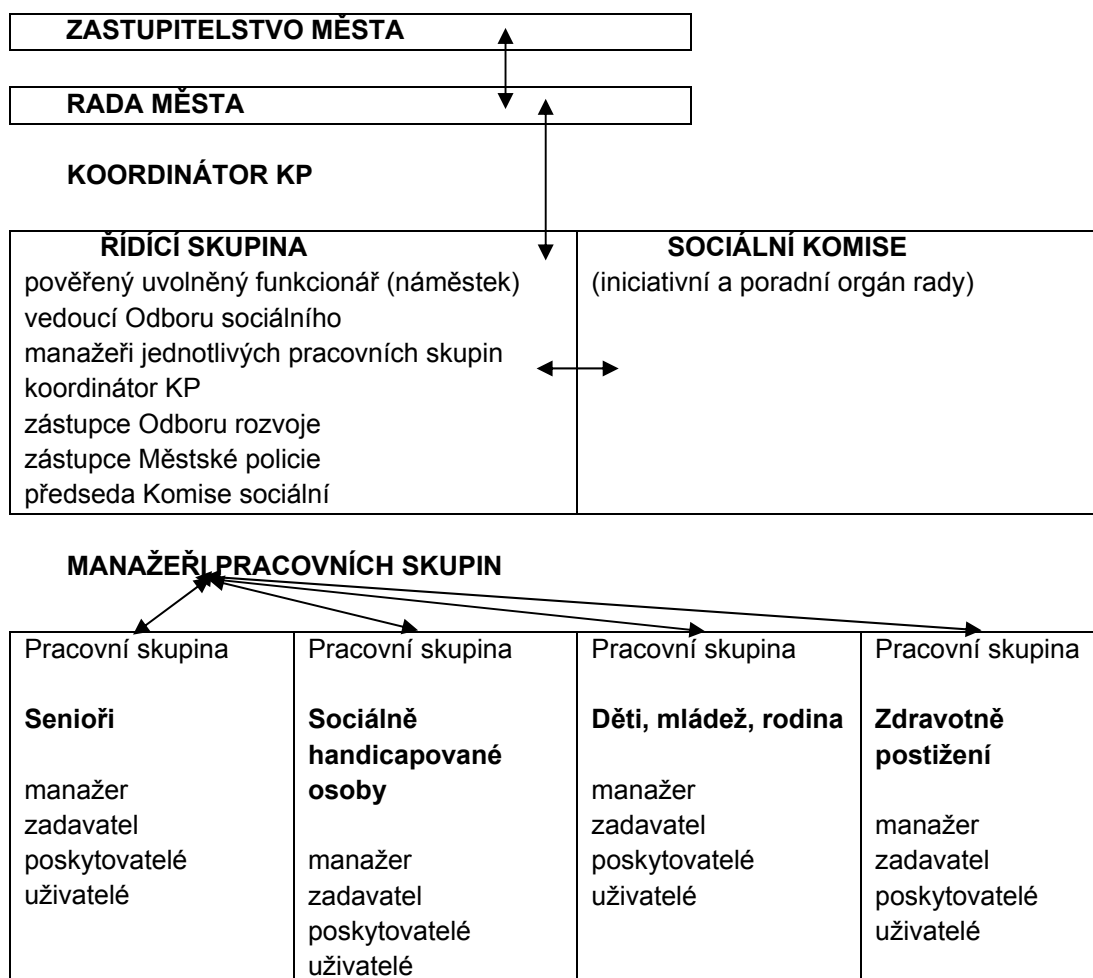 ZASTUPITELSTVO MĚSTA
RADA MĚSTA
KOORDINÁTOR KP
ŘÍDÍCÍ SKUPINA
pověřený uvolněný funkcionář (náměstek)
vedoucí Odboru sociálního
manažeři jednotlivých pracovních skupin
koordinátor KP
zástupce Odboru rozvoje
zástupce Městské policie
předseda Komise sociální
SOCIÁLNÍ KOMISE
(iniciativní a poradní orgán rady)
MANAŽEŘI PRACOVNÍCH SKUPIN
Pracovní skupina
Senioři
manažer
zadavatel
poskytovatelé
uživatelé
Pracovní skupina
Sociálně
handicapované
osoby
manažer
zadavatel
poskytovatelé
uživatelé
Pracovní skupina
Děti, mládež, rodina
manažer
zadavatel
poskytovatelé
uživatelé
Pracovní skupina
Zdravotně
postižení
manažer
zadavatel
poskytovatelé
uživatelé